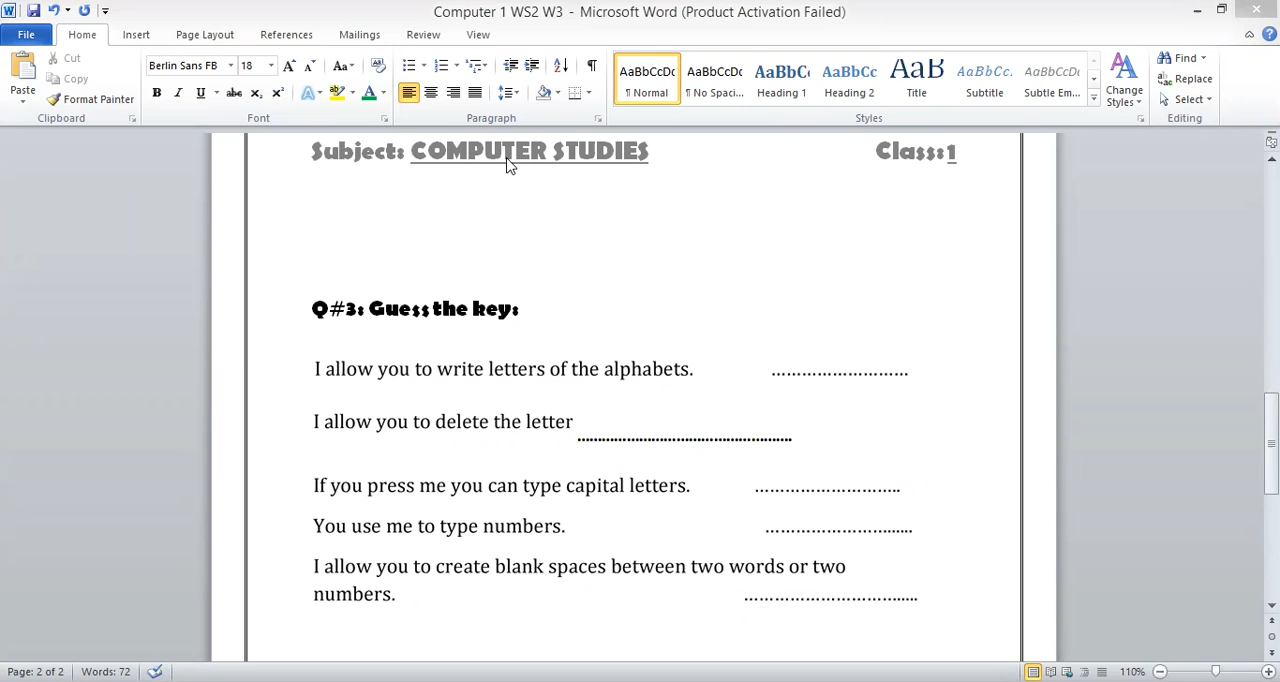 Computer 1 WS2 W3 - Microsoft Word (Product Activation Failed)
File Home Insert Page Layout References Mailings Review View
Paste Cut Copy Format Painter
Berlin Sans FB 18
AaBbCcDc AaBbCcDc AaBbC AaBbCc AaB AaBbCc. AaBbCcDc
¶ Normal ¶ No Spaci... Heading 1 Heading 2 Title Subtitle Subtle Em...
Change Styles
Find Replace Select
Clipboard Font Paragraph Styles Editing
Subject: COMPUTER STUDIES Class:1
Q#3: Guess the key:
I allow you to write letters of the alphabets. ……………………
I allow you to delete the letter ……………………………………
If you press me you can type capital letters. ………………………..
You use me to type numbers. …………………......
I allow you to create blank spaces between two words or two
numbers. ………………………….....
Page: 2 of 2 Words: 72 110%